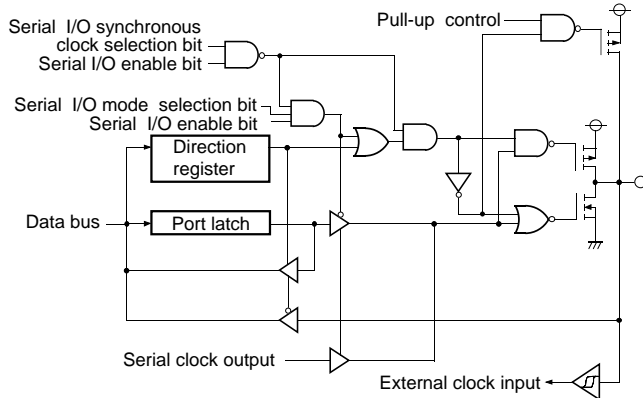 Serial I/O synchronous
clock selection bit
Serial I/O enable bit
Pull-up control
Serial I/O mode selection bit
Serial I/O enable bit
Direction
register
Data bus
Port latch
Serial clock output
External clock input